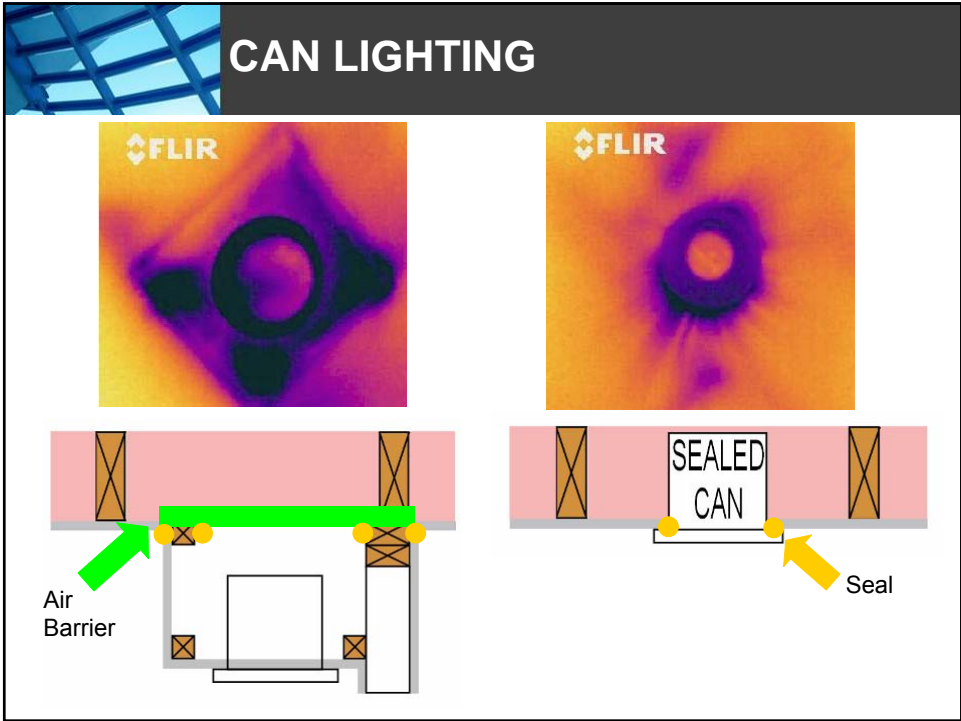 CAN LIGHTING
FLIR
FLIR
SEALED
CAN
Air
Barrier
Seal